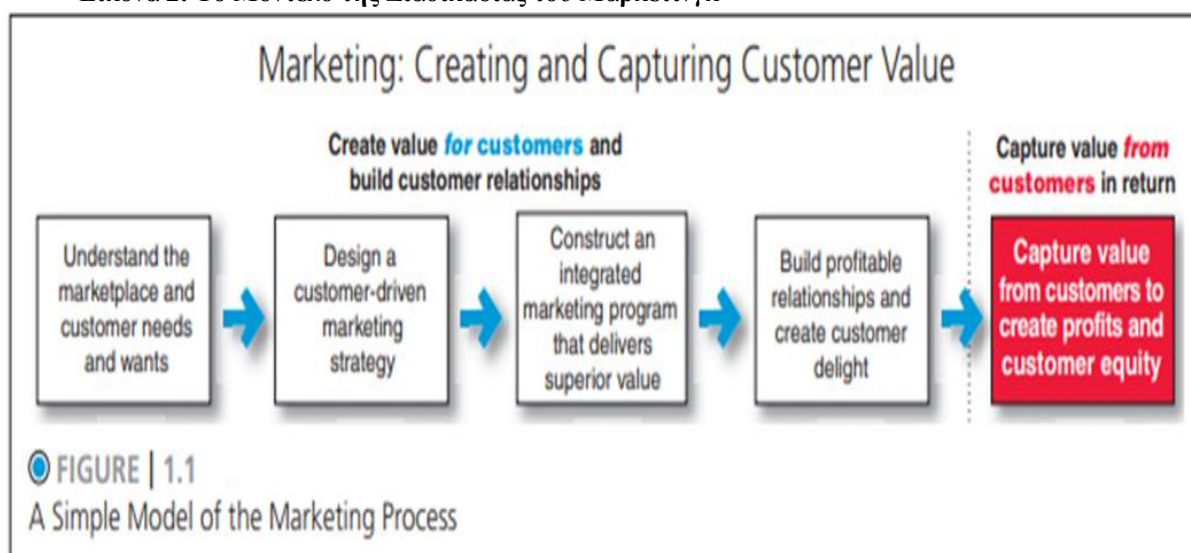 Marketing: Creating and Capturing Customer Value
Create value for customers and
build customer relationships
Capture value from
customers in return
Understand the
marketplace and
customer needs
and wants
Design a
customer-driven
marketing
strategy
Construct an
integrated
marketing program
that delivers
superior value
Build profitable
relationships and
create customer
delight
Capture value
from customers to
create profits and
customer equity
FIGURE | 1.1
A Simple Model of the Marketing Process